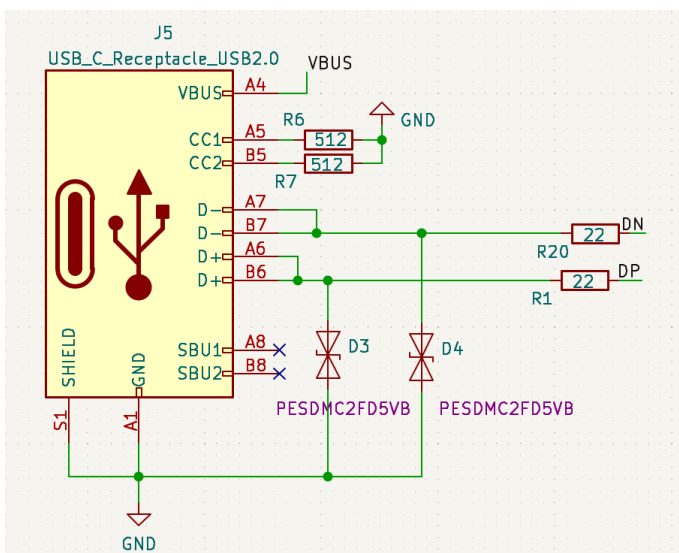 J5
USB_C_Receptacle_USB2.0
VBUS
VBUS A4
GND
R6
CC1 A5 512
CC2 B5 512
R7
D- A7
D- B7
22 DN
R20
D+ A6
D+ B6
22 DP
R1
SBU1 A8
SBU2 B8
D3
D4
PESDMC2FD5VB
PESDMC2FD5VB
SHIELD
GND
S1
A1
GND